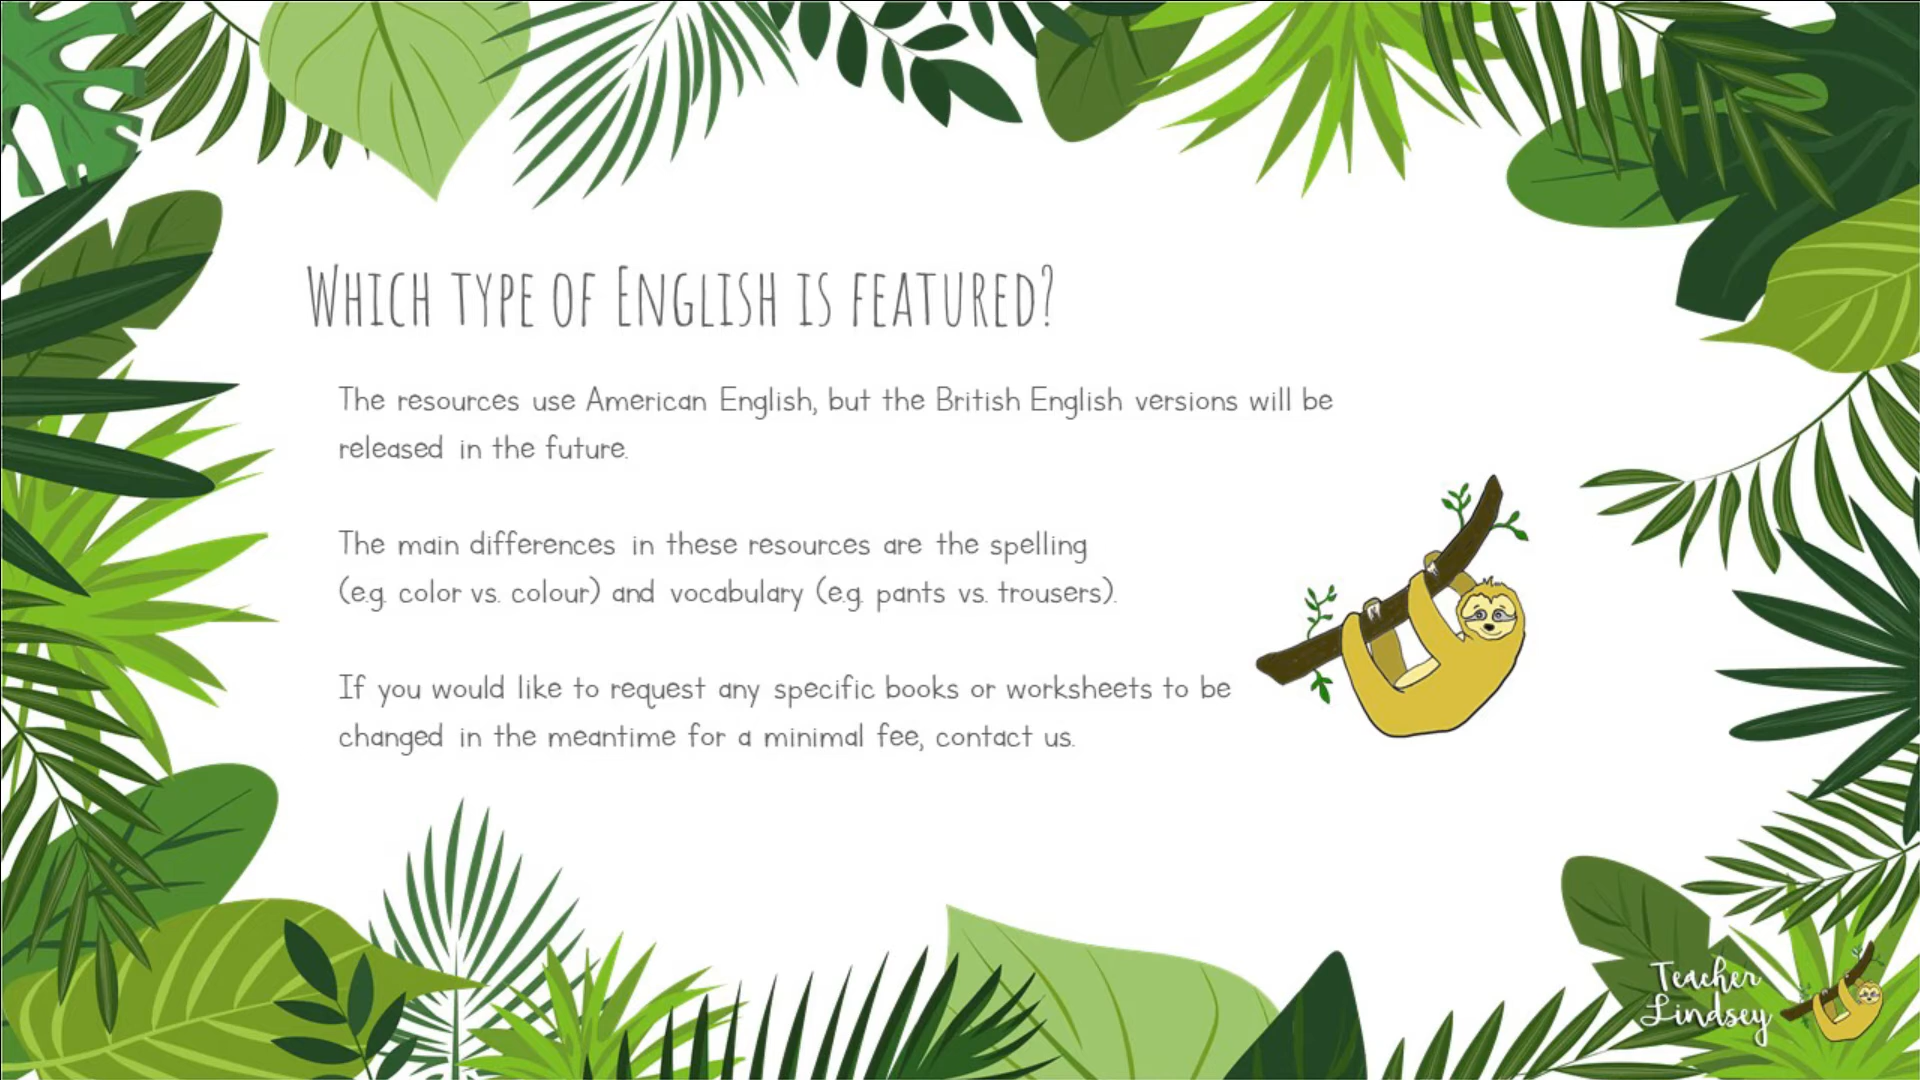 Which type of English is featured?
The resources use American English, but the British English versions will be
released in the future.
The main differences in these resources are the spelling
(e.g. color vs. colour) and vocabulary (e.g. pants vs. trousers).
If you would like to request any specific books or worksheets to be
changed in the meantime for a minimal fee, contact us.
Teacher
Lindsey